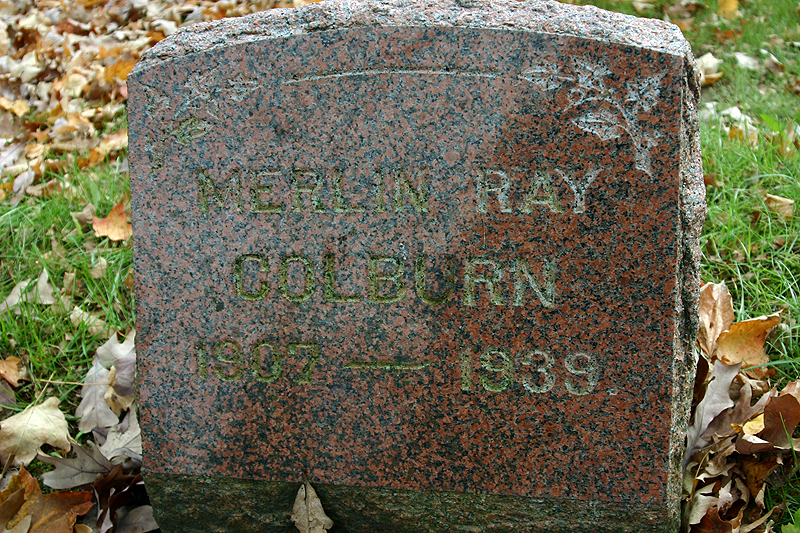 MERLIN RAY
COLBURN
1907 — 1939.